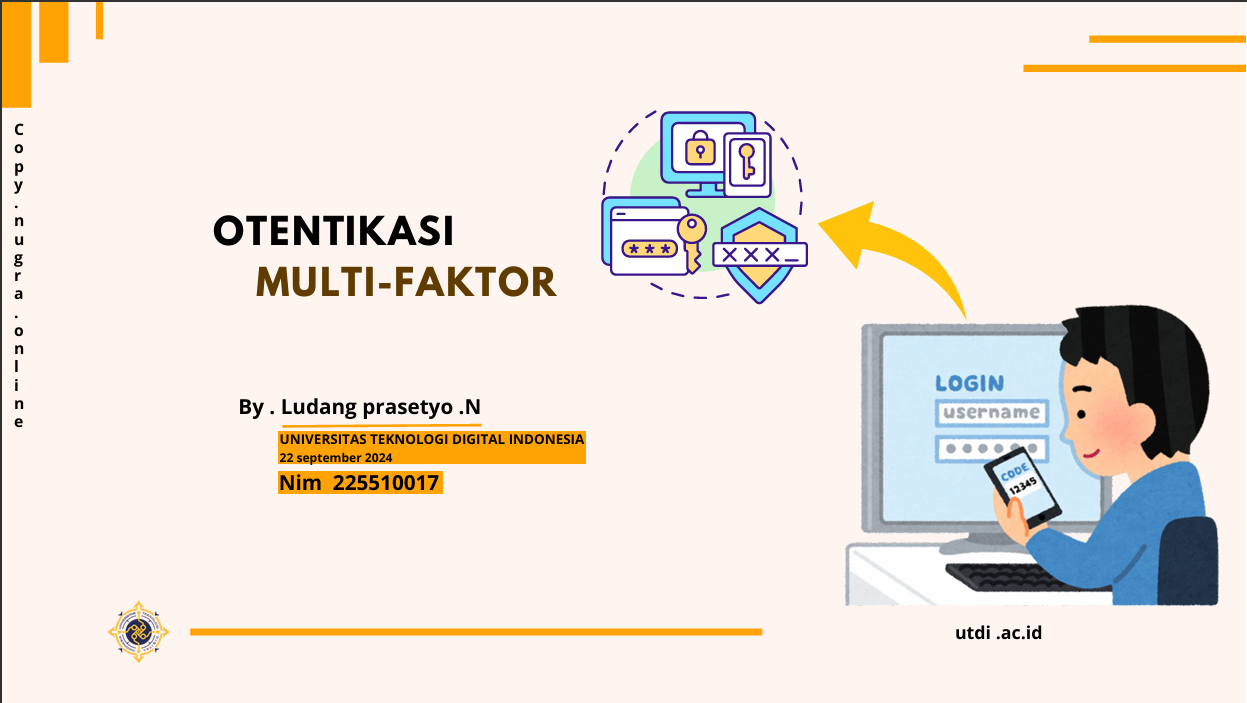 Copy.nugra.online
OTENTIKASI
MULTI-FAKTOR
By . Ludang prasetyo .N
UNIVERSITAS TEKNOLOGI DIGITAL INDONESIA
22 september 2024
Nim 225510017
***
XXX_
LOGIN
username
CODE
12345
utdi .ac.id